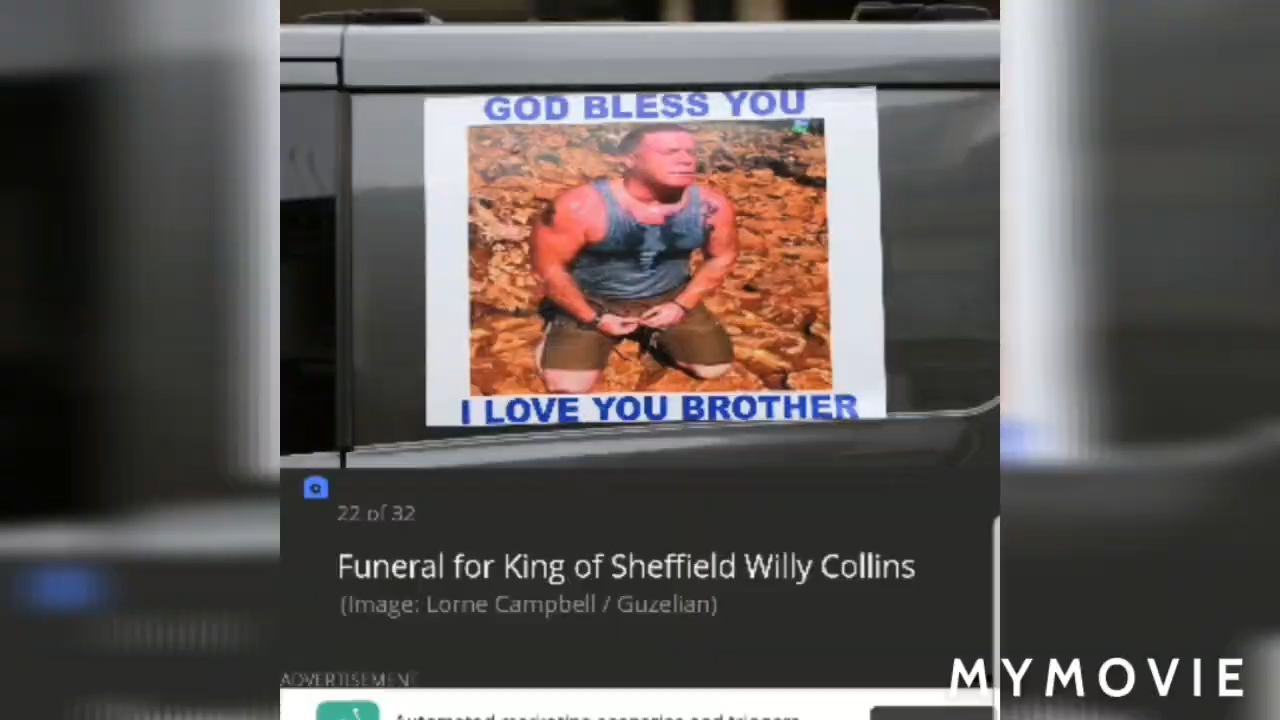 GOD BLESS YOU
I LOVE YOU BROTHER
22 of 32
Funeral for King of Sheffield Willy Collins
(Image: Lorne Campbell / Guzelian)
ADVERTISEMENT
MYMOVIE